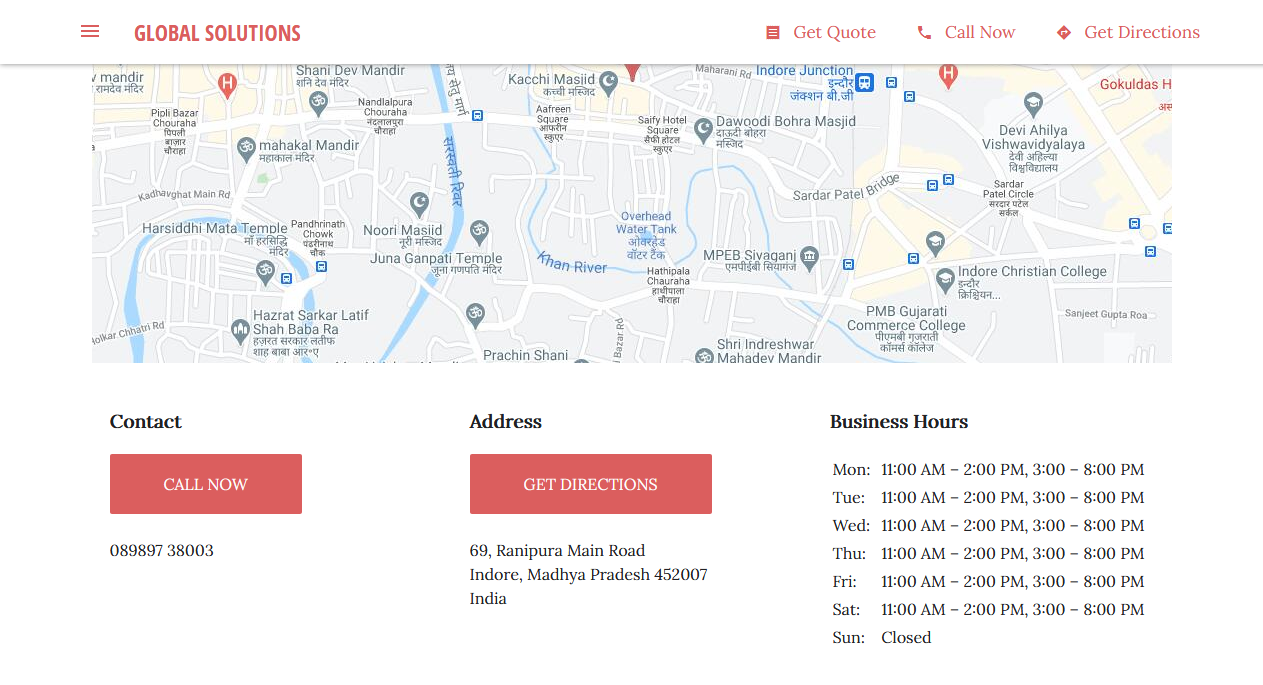 GLOBAL SOLUTIONS
Get Quote
Call Now
Get Directions
v mandir
रामदेव मंदिर
Shani Dev Mandir
शनि देव मंदिर
Kacchi Masjid
कच्ची मस्जिद
Maharani Rd
Indore Junction
इन्दौर
जंक्शन बी.जी
Gokuldas H
Pipli Bazar
Chouraha
पिपली
बाज़ार
चौराहा
Nandlalpura
Chouraha
नंदलालपुरा
चौराहा
Aafreen
Square
आफरीन
स्कुएर
Saify Hotel
Square
सैफी होटल
स्कुएर
Dawoodi Bohra Masjid
दाऊदी बोहरा
मस्जिद
Devi Ahilya
Vishwavidyalaya
देवी अहिल्या
विश्वविद्यालय
mahakal Mandir
महाकाल मंदिर
Kadhavghat Main Rd
Sardar Patel Bridge
Sardar
Patel Circle
सरदार पटेल
सर्कल
Harsiddhi Mata Temple
माँ हरसिद्धि
मंदिर
Pandhrinath
Chowk
पंढरीनाथ
चौक
Noori Masjid
नूरी मस्जिद
Overhead
Water Tank
ओवरहेड
वॉटर टैंक
Juna Ganpati Temple
जूना गणपति मंदिर
Khan River
MPEB Sivaganj
एमपीईबी सियागंज
Hathipala
Chauraha
हाथीपाला
चौराहा
Indore Christian College
इन्दौर
क्रिश्चियन...
Hazrat Sarkar Latif
Shah Baba Ra
हज़रत सरकार लतीफ
PMB Gujarati
Commerce College
पीएमबी गुजराती
कॉमर्स कॉलेज
Sanjeet Gupta Roa
olkar Chhatri Rd
Bazar Rd
Prachin Shani
Shri Indreshwar
Mahadev Mandir
Contact
Address
Business Hours
CALL NOW
GET DIRECTIONS
089897 38003
69, Ranipura Main Road
Indore, Madhya Pradesh 452007
India
Mon: 11:00 AM – 2:00 PM, 3:00 – 8:00 PM
Tue: 11:00 AM – 2:00 PM, 3:00 – 8:00 PM
Wed: 11:00 AM – 2:00 PM, 3:00 – 8:00 PM
Thu: 11:00 AM – 2:00 PM, 3:00 – 8:00 PM
Fri: 11:00 AM – 2:00 PM, 3:00 – 8:00 PM
Sat: 11:00 AM – 2:00 PM, 3:00 – 8:00 PM
Sun: Closed